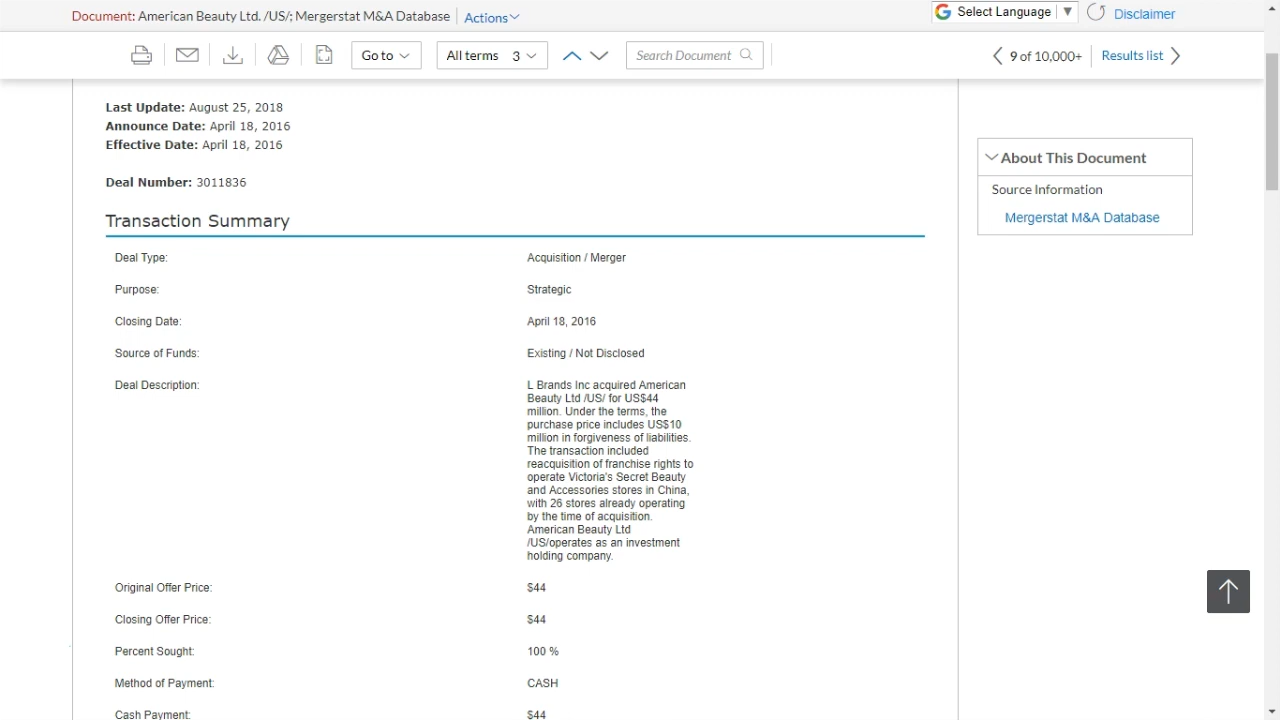 Document: American Beauty Ltd. /US/; Mergerstat M&A Database Actions Select Language ▼ Disclaimer
Go to All terms 3 Search Document 9 of 10,000+ Results list
Last Update: August 25, 2018
Announce Date: April 18, 2016
Effective Date: April 18, 2016
Deal Number: 3011836
About This Document
Source Information
Mergerstat M&A Database
Transaction Summary
Deal Type: Acquisition / Merger
Purpose: Strategic
Closing Date: April 18, 2016
Source of Funds: Existing / Not Disclosed
Deal Description: L Brands Inc acquired American
Beauty Ltd /US/ for US$44
million. Under the terms, the
purchase price includes US$10
million in forgiveness of liabilities.
The transaction included
reacquisition of franchise rights to
operate Victoria's Secret Beauty
and Accessories stores in China,
with 26 stores already operating
by the time of acquisition.
American Beauty Ltd
/US/operates as an investment
holding company.
Original Offer Price: $44
Closing Offer Price: $44
Percent Sought: 100 %
Method of Payment: CASH
Cash Payment: $44